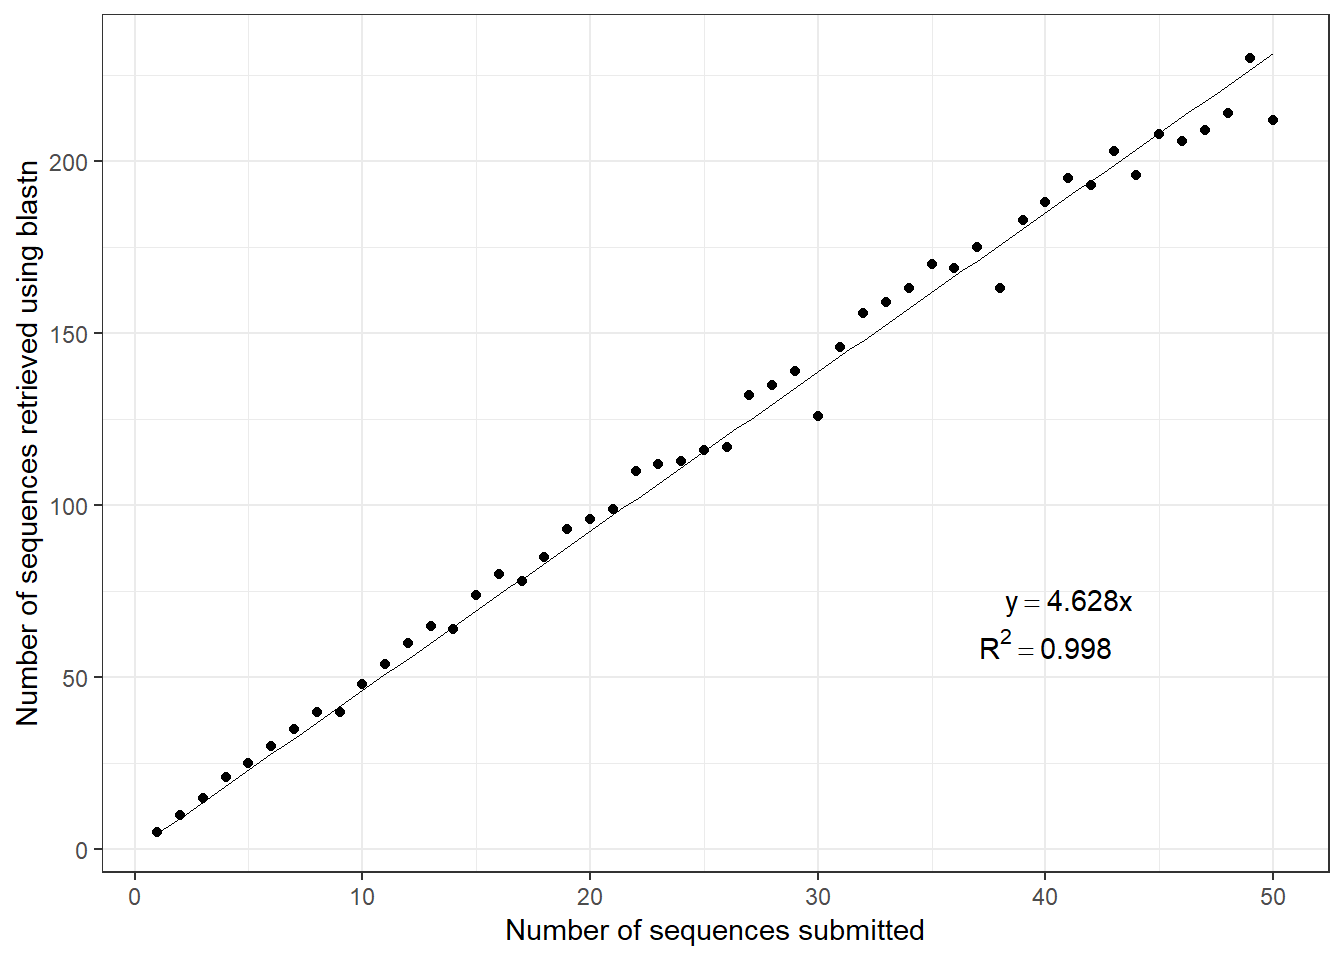 Number of sequences retrieved using blastn
200
150
100
50
0
y = 4.628x
R² = 0.998
0 10 20 30 40 50
Number of sequences submitted